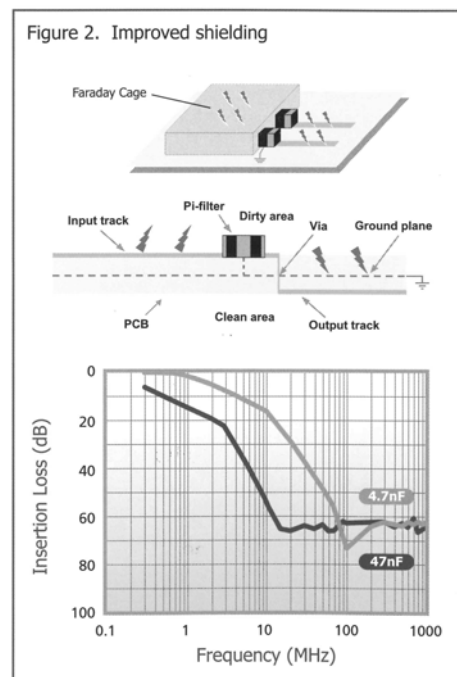 Figure 2. Improved shielding
Faraday Cage
Pi-filter
Input track
Dirty area
Via
Ground plane
PCB
Clean area
Output track
Insertion Loss (dB)
0
20
40
60
80
100
4.7nF
47nF
0.1 1 10 100 1000
Frequency (MHz)